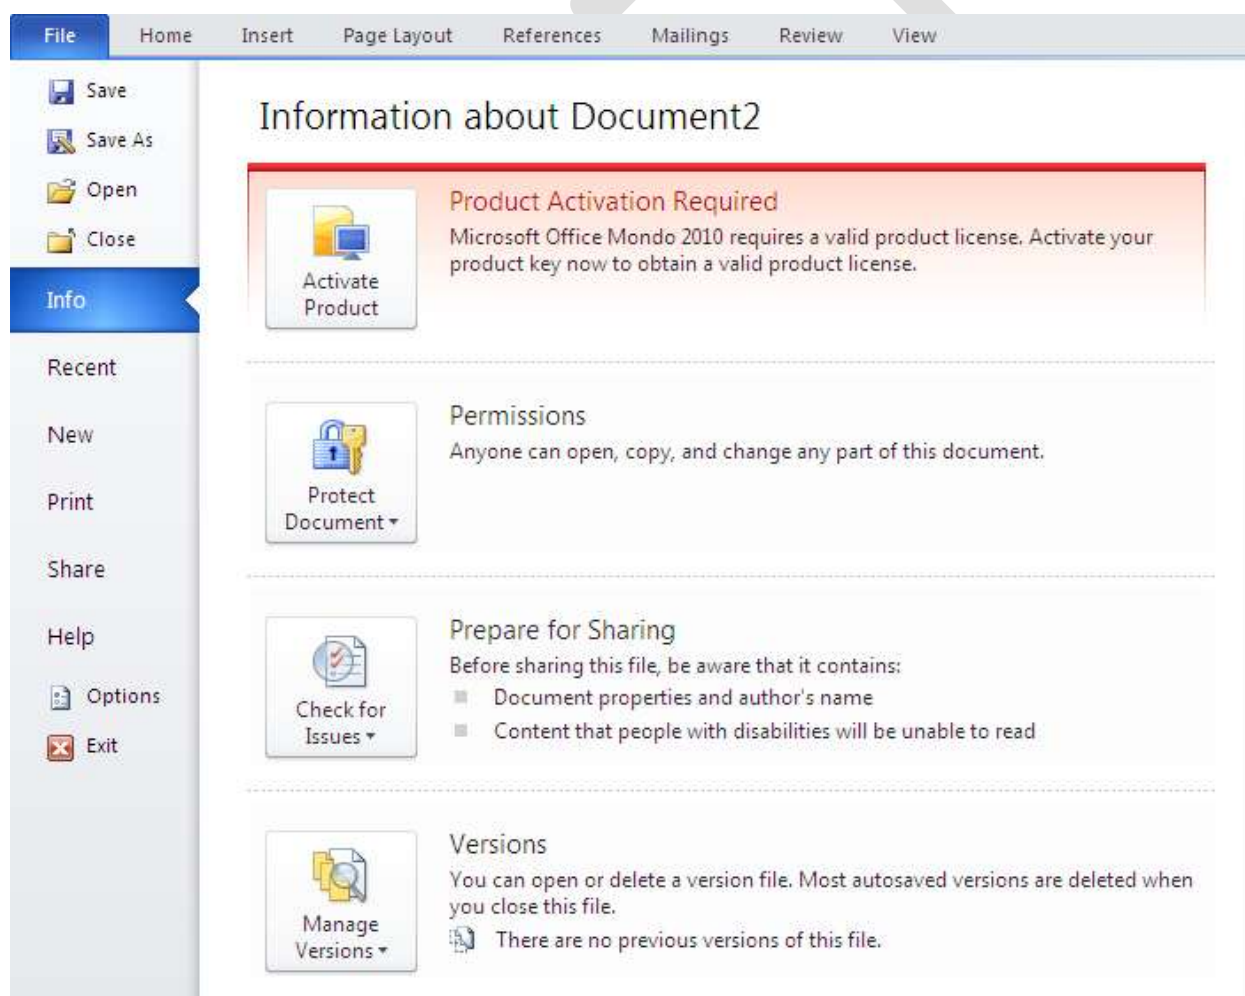 File Home Insert Page Layout References Mailings Review View
Save
Save As
Open
Close
Info
Recent
New
Print
Share
Help
Options
Exit
Information about Document2
Activate
Product
Product Activation Required
Microsoft Office Mondo 2010 requires a valid product license. Activate your
product key now to obtain a valid product license.
Protect
Document
Permissions
Anyone can open, copy, and change any part of this document.
Check for
Issues
Prepare for Sharing
Before sharing this file, be aware that it contains:
Document properties and author's name
Content that people with disabilities will be unable to read
Manage
Versions
Versions
You can open or delete a version file. Most autosaved versions are deleted when
you close this file.
There are no previous versions of this file.